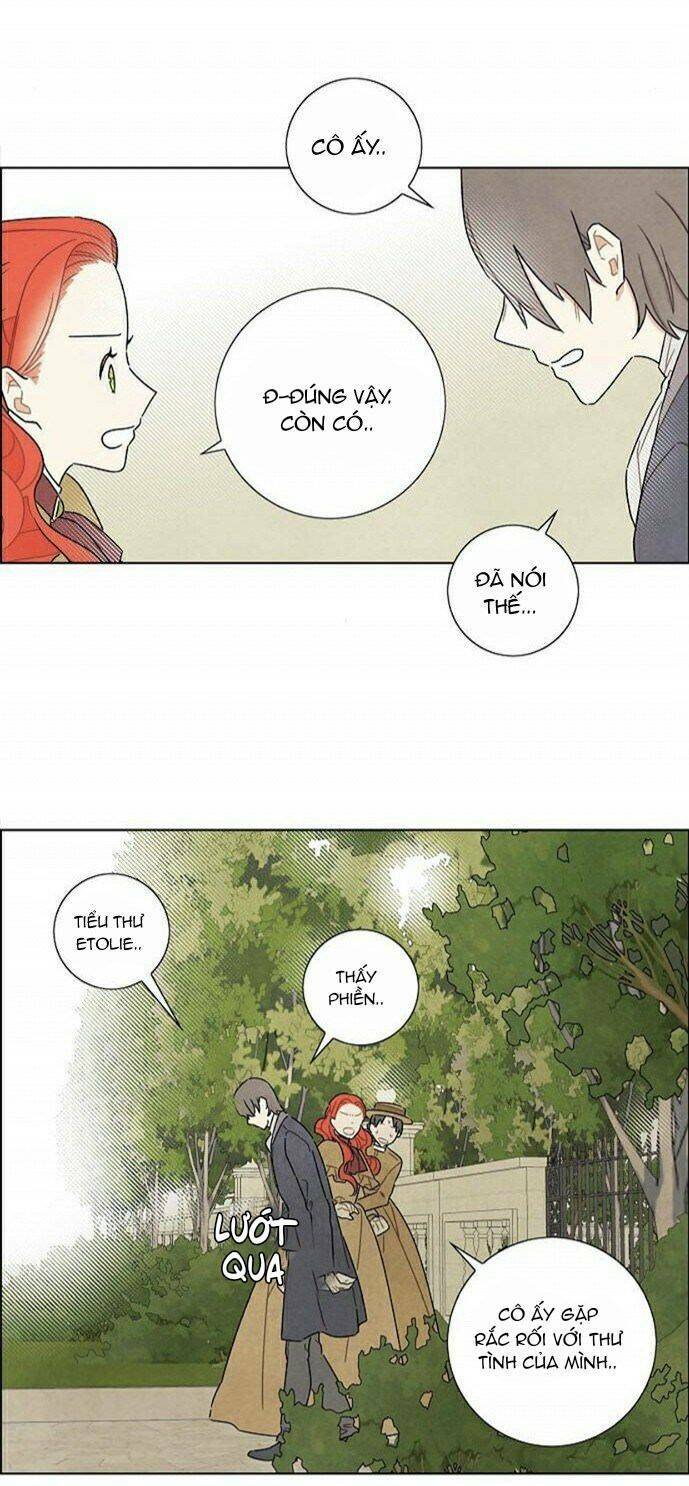 CÔ ẤY..
Đ-ĐÚNG VẬY.
CÒN CÓ..
ĐÃ NÓI
THẾ...
TIỂU THƯ
ETOLIE..
THẤY
PHIỀN..
LƯỚT
QUA
CÔ ẤY GẶP
RẮC RỐI VỚI THƯ
TÌNH CỦA MÌNH..